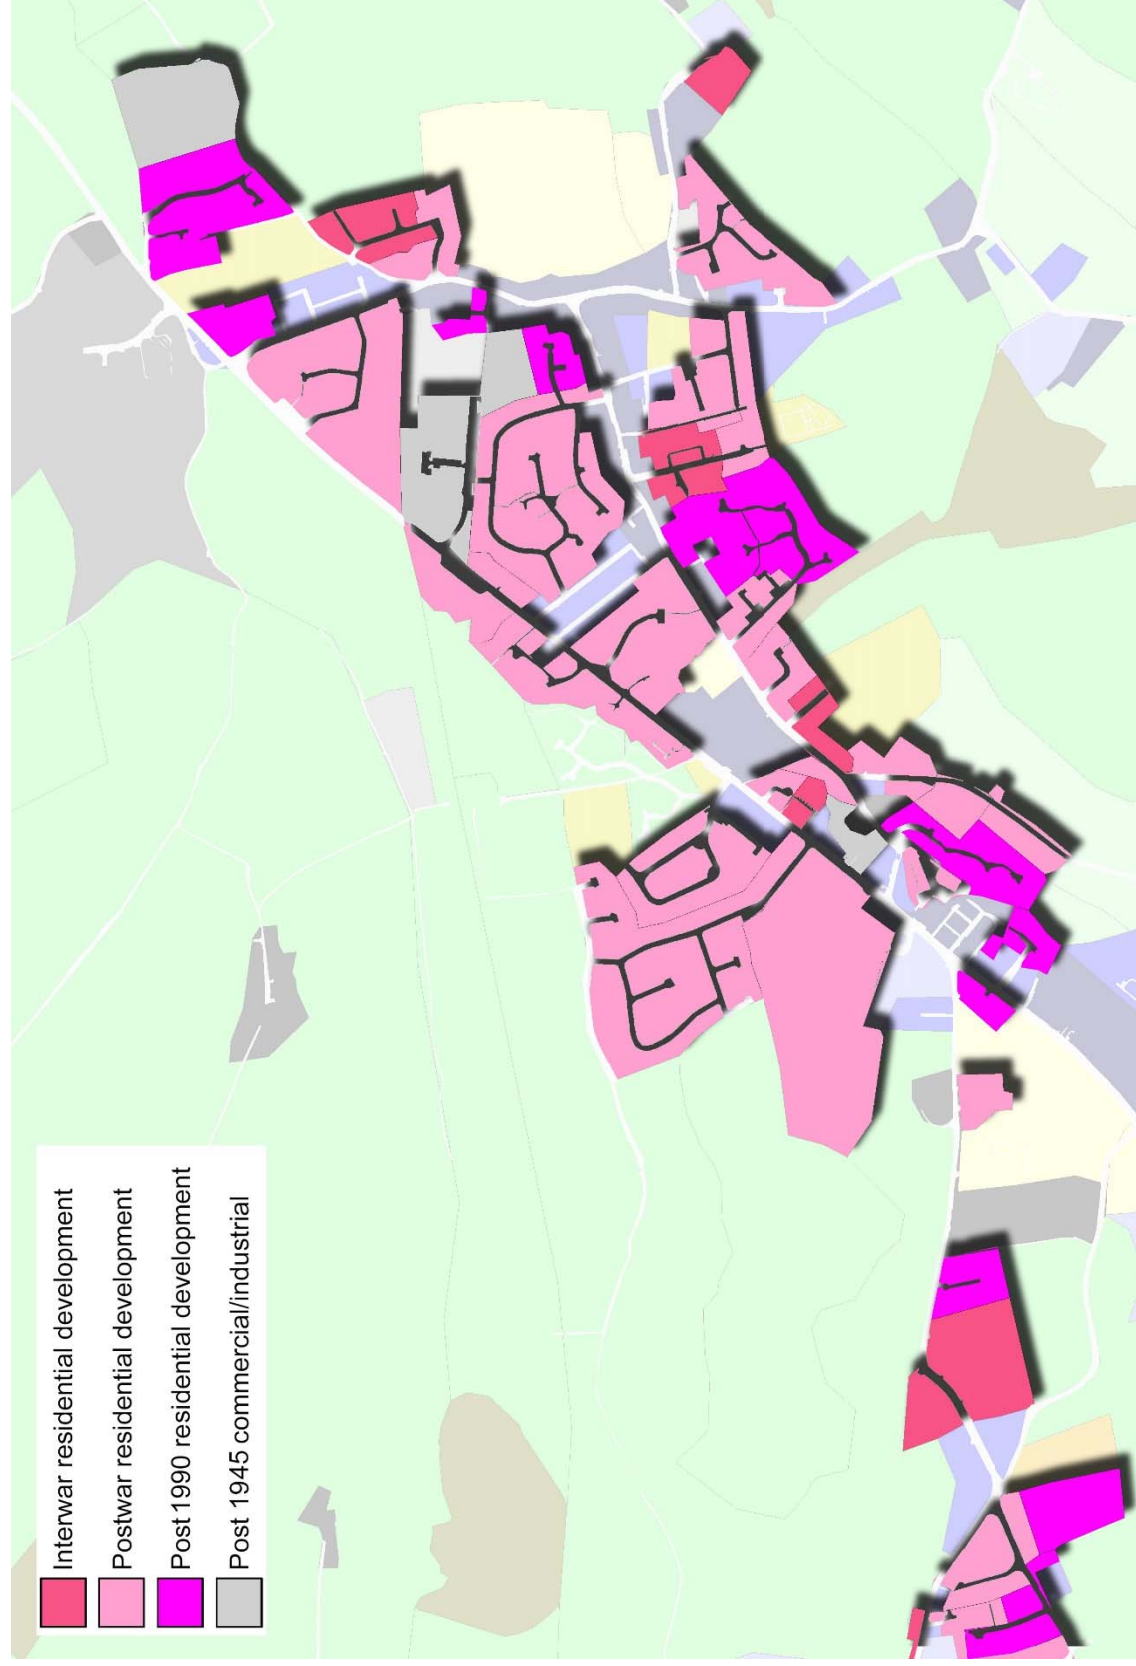 Interwar residential development
Postwar residential development
Post 1990 residential development
Post 1945 commercial/industrial